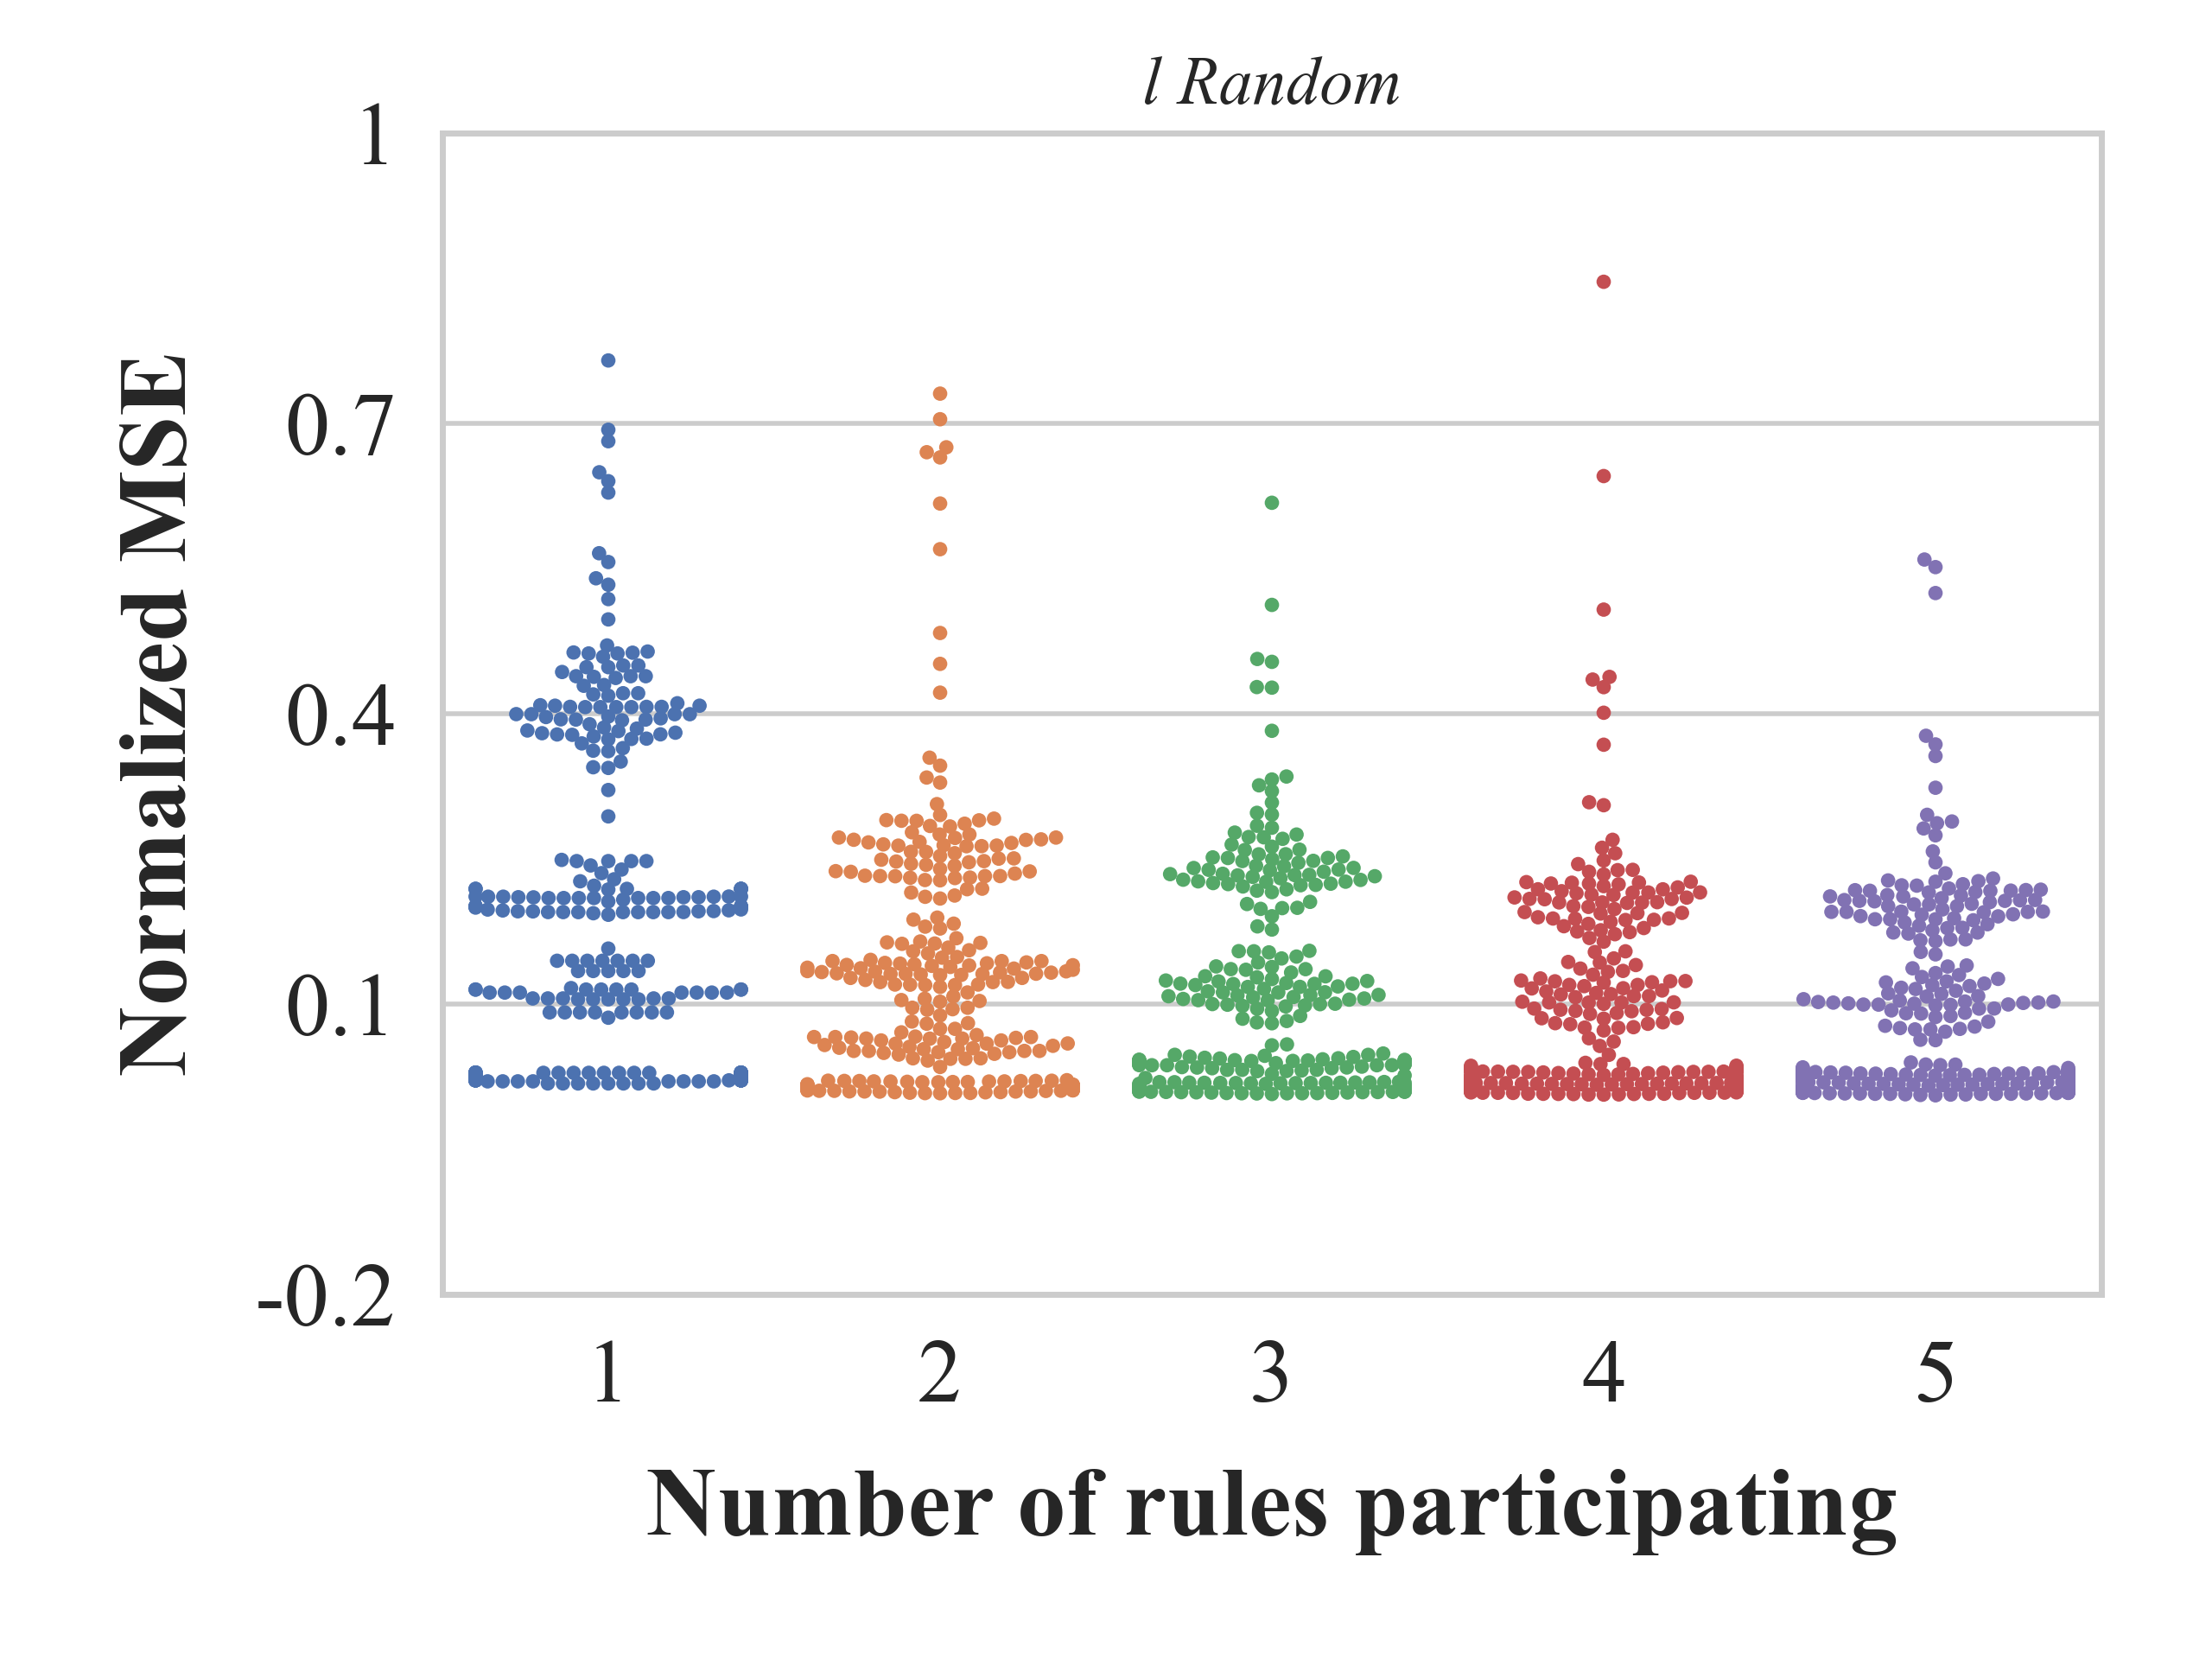 l Random
1
0.7
0.4
0.1
-0.2
Normalized MSE
1 2 3 4 5
Number of rules participating